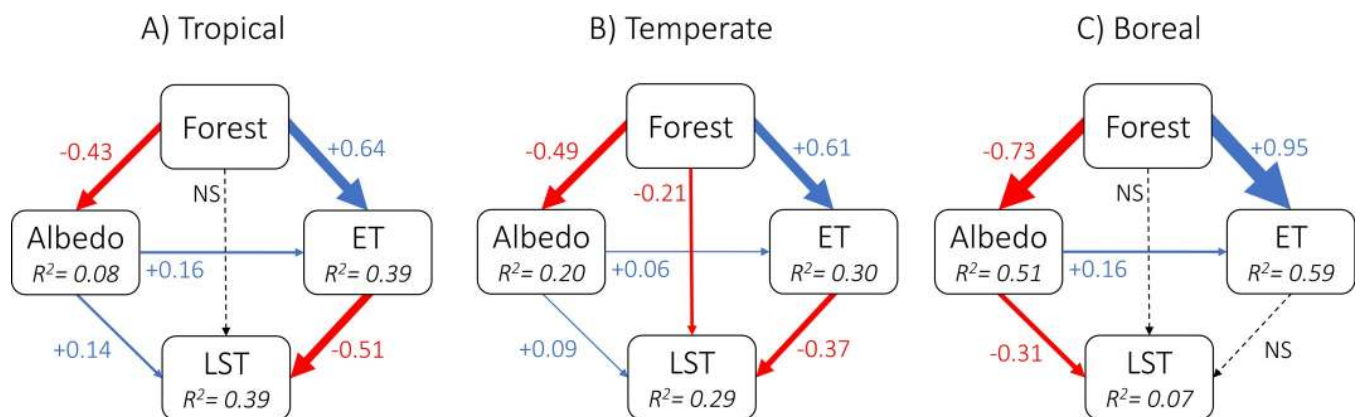 A) Tropical
Forest
-0.43
+0.64
NS
Albedo
R²= 0.08
ET
R²= 0.39
+0.16
+0.14
-0.51
LST
R²= 0.39
B) Temperate
Forest
-0.49
+0.61
-0.21
Albedo
R²= 0.20
ET
R²= 0.30
+0.06
+0.09
-0.37
LST
R²= 0.29
C) Boreal
Forest
-0.73
+0.95
NS
Albedo
R²= 0.51
ET
R²= 0.59
+0.16
-0.31
NS
LST
R²= 0.07